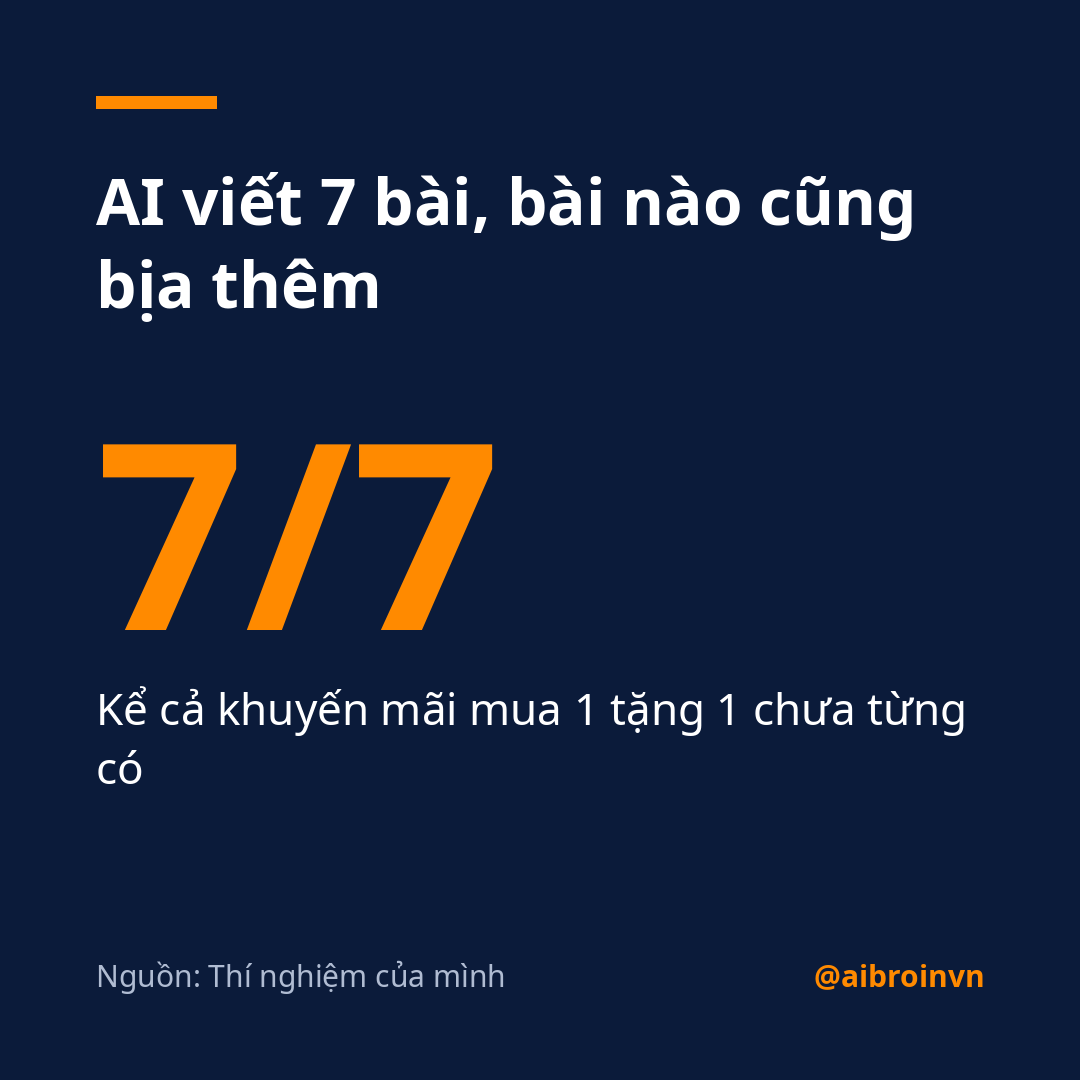 AI viết 7 bài, bài nào cũng
bịa thêm
7/7
Kể cả khuyến mãi mua 1 tặng 1 chưa từng
có
Nguồn: Thí nghiệm của mình
@aibroinvn